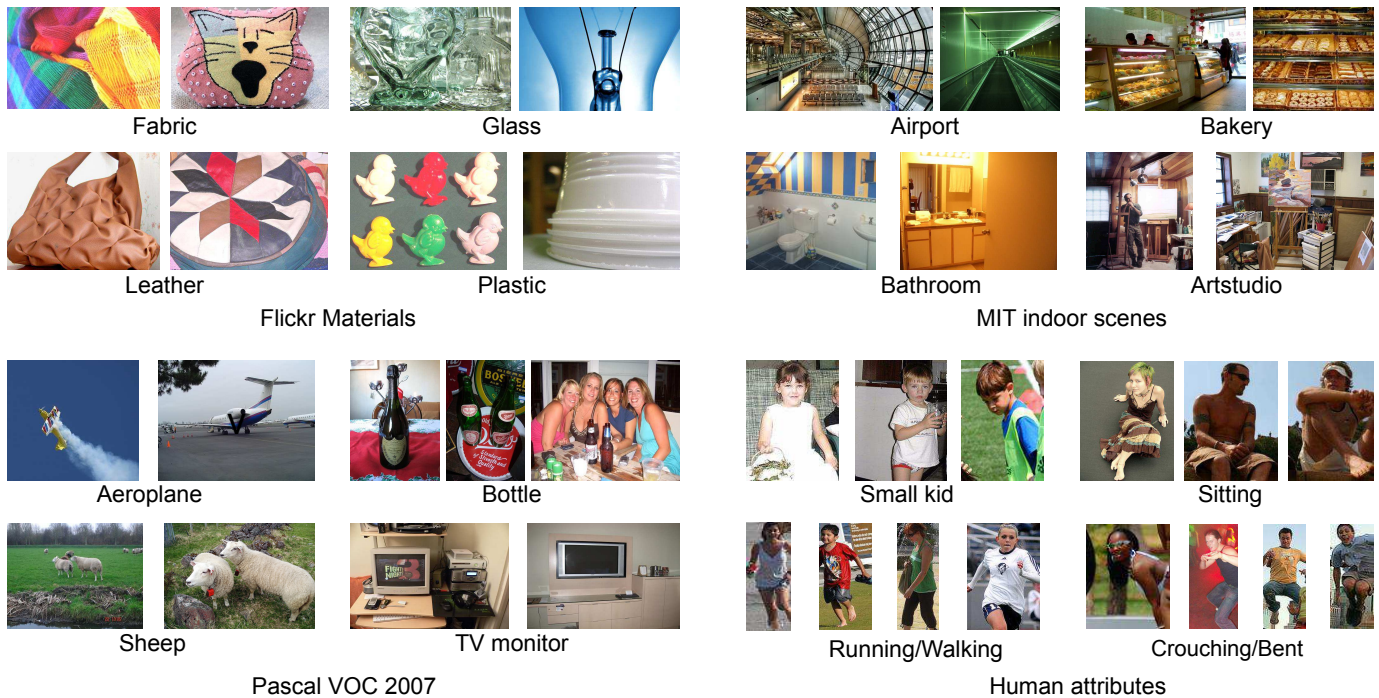 Fabric
Glass
Airport
Bakery
Leather
Plastic
Bathroom
Artstudio
Flickr Materials
MIT indoor scenes
Aeroplane
Bottle
Small kid
Sitting
Sheep
TV monitor
Running/Walking
Crouching/Bent
Pascal VOC 2007
Human attributes